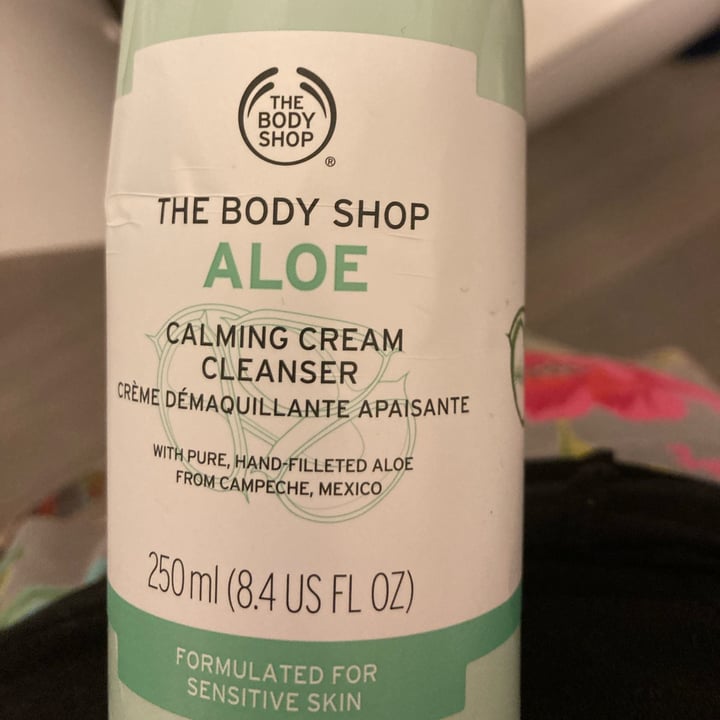 THE
BODY
SHOP
®
THE BODY SHOP
ALOE
CALMING CREAM
CLEANSER
CRÈME DÉMAQUILLANTE APAISANTE
WITH PURE, HAND-FILLETED ALOE
FROM CAMPECHE, MEXICO
250 ml (8.4 US FL OZ)
FORMULATED FOR
SENSITIVE SKIN